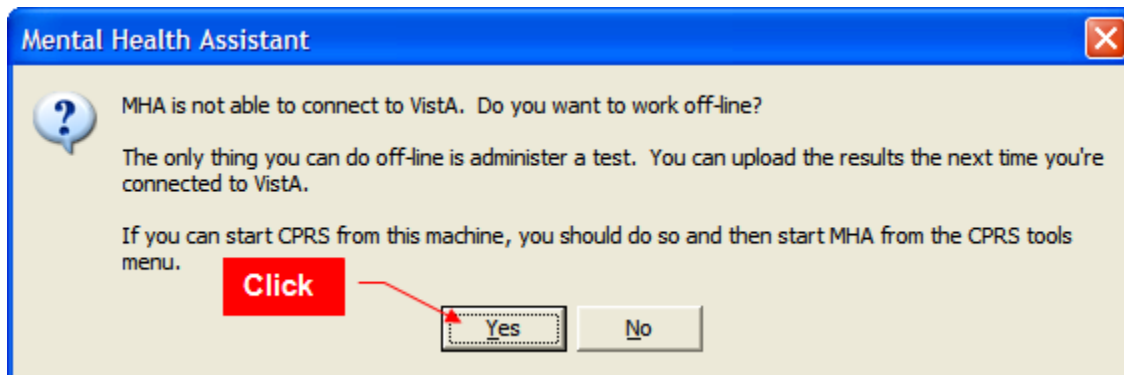 Mental Health Assistant
MHA is not able to connect to VistA. Do you want to work off-line?
The only thing you can do off-line is administer a test. You can upload the results the next time you're
connected to VistA.
If you can start CPRS from this machine, you should do so and then start MHA from the CPRS tools
menu.
Click
Yes No